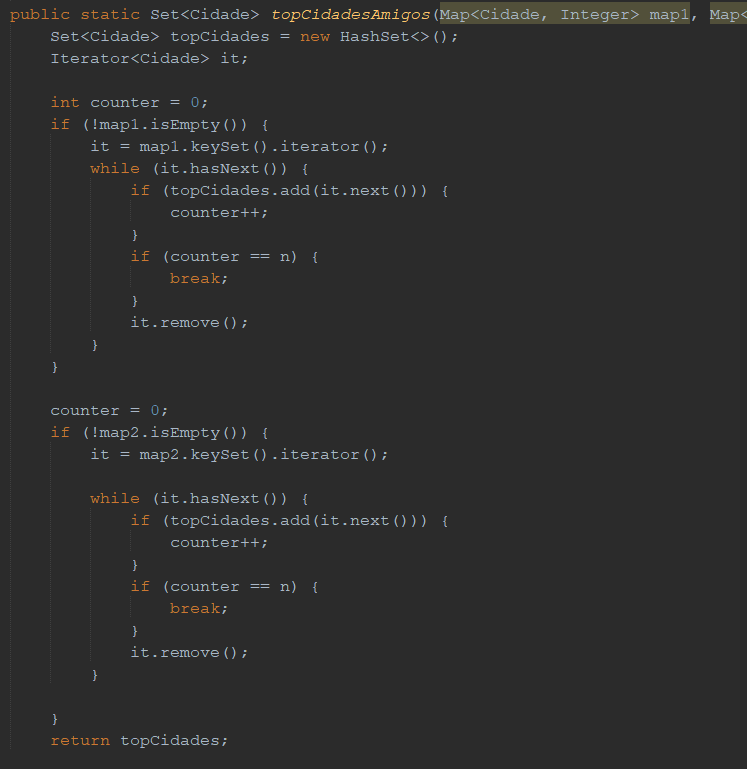 public static Set<Cidade> topCidadesAmigos(Map<Cidade, Integer> map1, Map<
Set<Cidade> topCidades = new HashSet<>();
Iterator<Cidade> it;
int counter = 0;
if (!map1.isEmpty()) {
it = map1.keySet().iterator();
while (it.hasNext()) {
if (topCidades.add(it.next())) {
counter++;
}
if (counter == n) {
break;
}
it.remove();
}
}
counter = 0;
if (!map2.isEmpty()) {
it = map2.keySet().iterator();
while (it.hasNext()) {
if (topCidades.add(it.next())) {
counter++;
}
if (counter == n) {
break;
}
it.remove();
}
}
return topCidades;